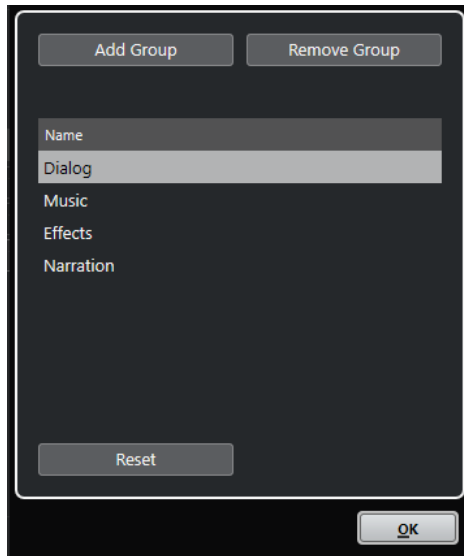 Add Group Remove Group
Name
Dialog
Music
Effects
Narration
Reset
OK